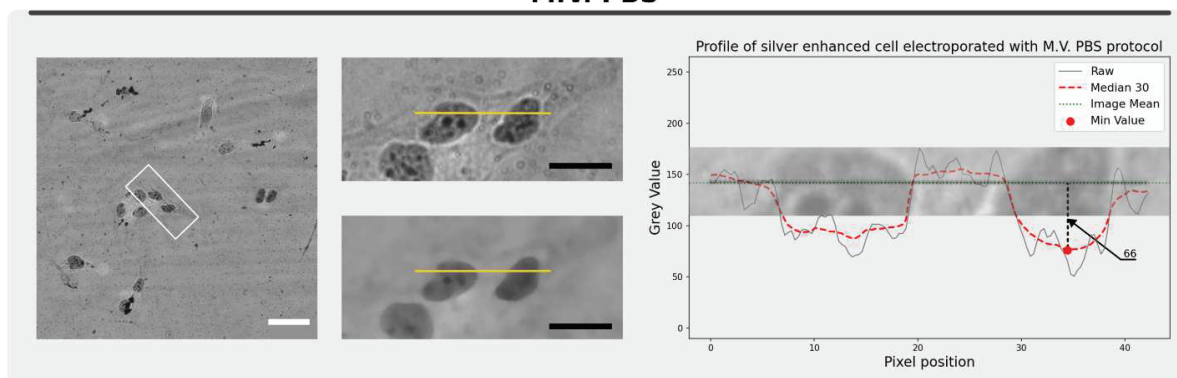 Profile of silver enhanced cell electroporated with M.V. PBS protocol
250
200
150
100
50
0
Grey Value
Raw
Median 30
Image Mean
Min Value
66
0
10
20
30
40
Pixel position